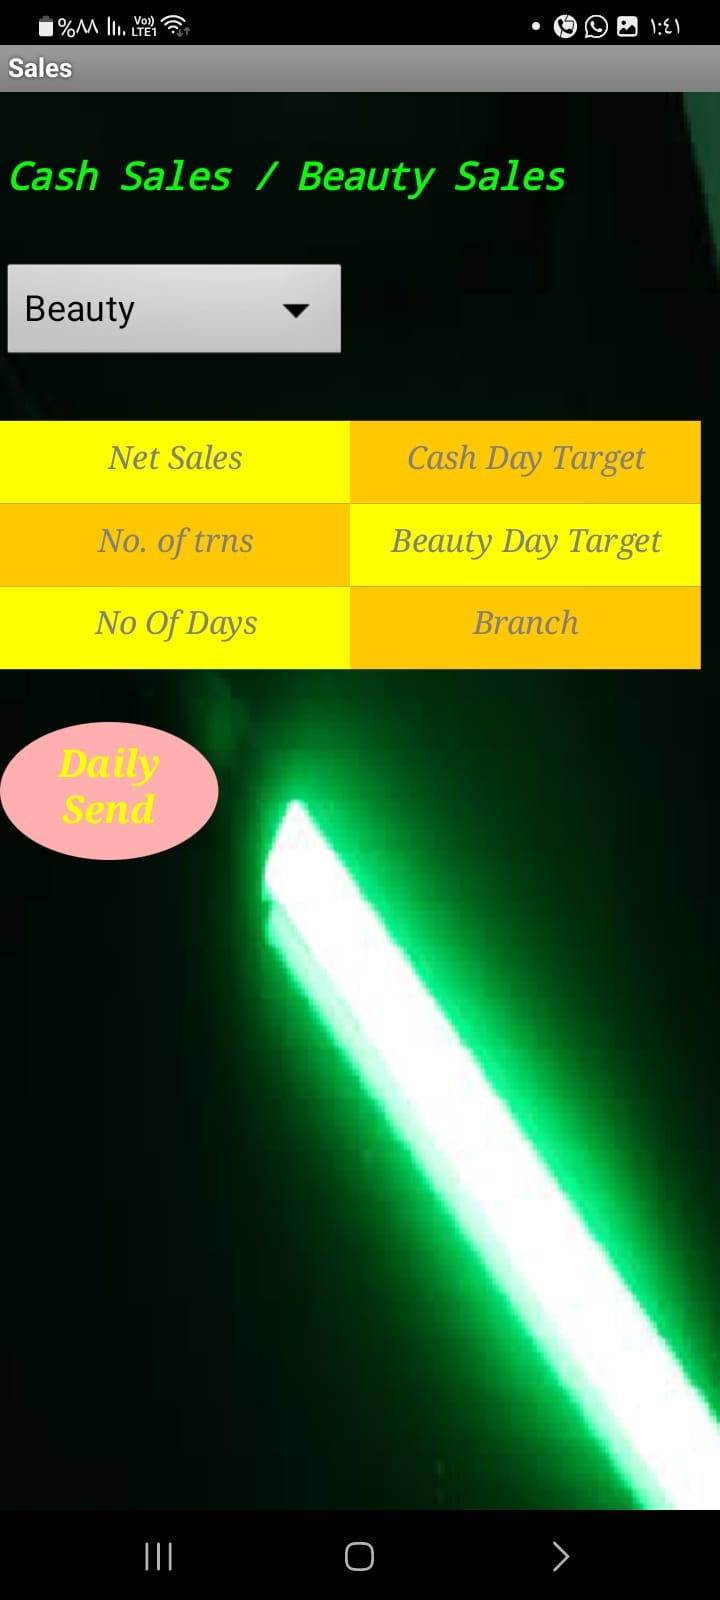 %٨٨ Vo)) LTE1 ١:٤١
Sales
Cash Sales / Beauty Sales
Beauty
Net Sales Cash Day Target
No. of trns Beauty Day Target
No Of Days Branch
Daily
Send